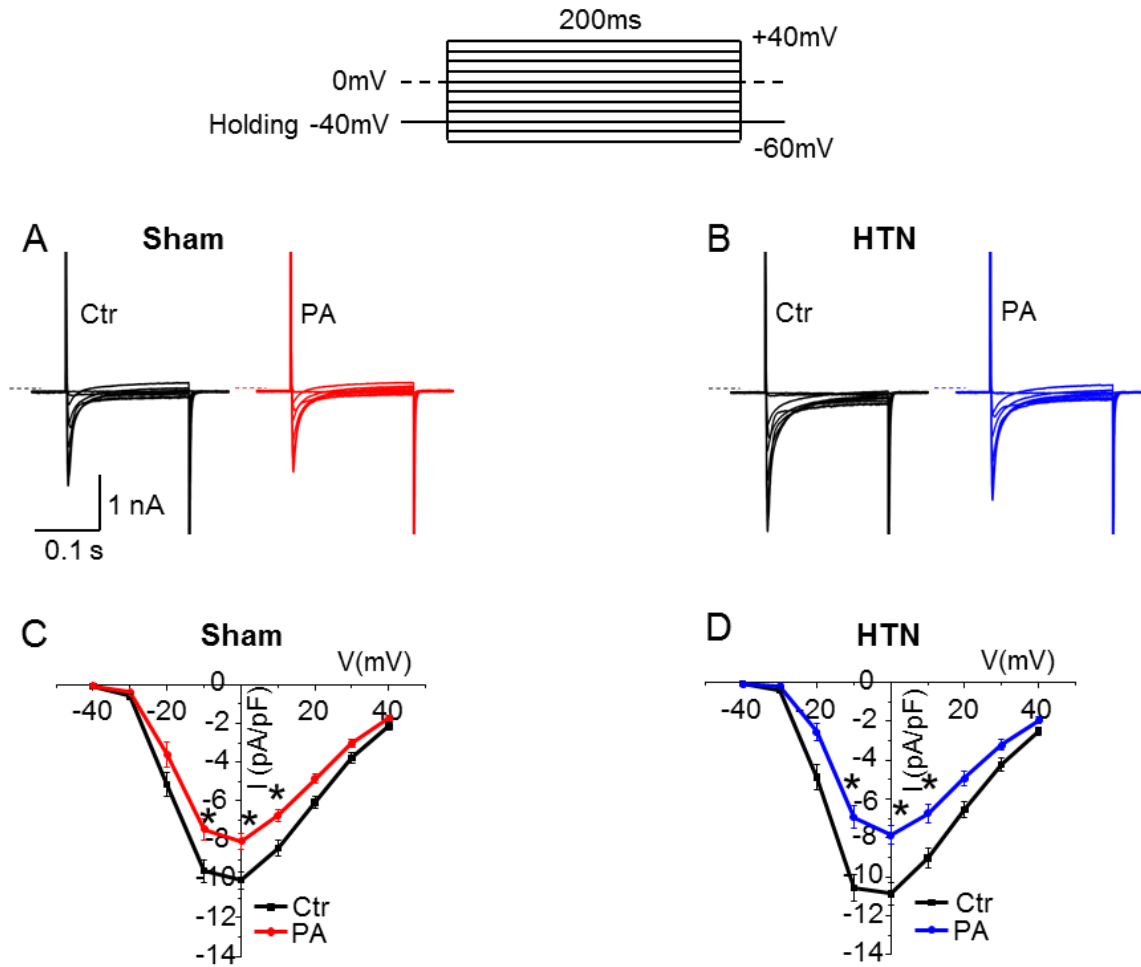 200ms
+40mV
0mV
Holding -40mV
-60mV
A Sham
B HTN
Ctr PA
Ctr PA
1 nA
0.1 s
C Sham
D HTN
V(mV)
V(mV)
0
-40 -20 20 40
-2
-4
-6
-8
-10
-12
-14
I (pA/pF)
* * *
Ctr
PA
0
-40 -20 20 40
-2
-4
-6
-8
-10
-12
-14
I (pA/pF)
* * *
Ctr
PA